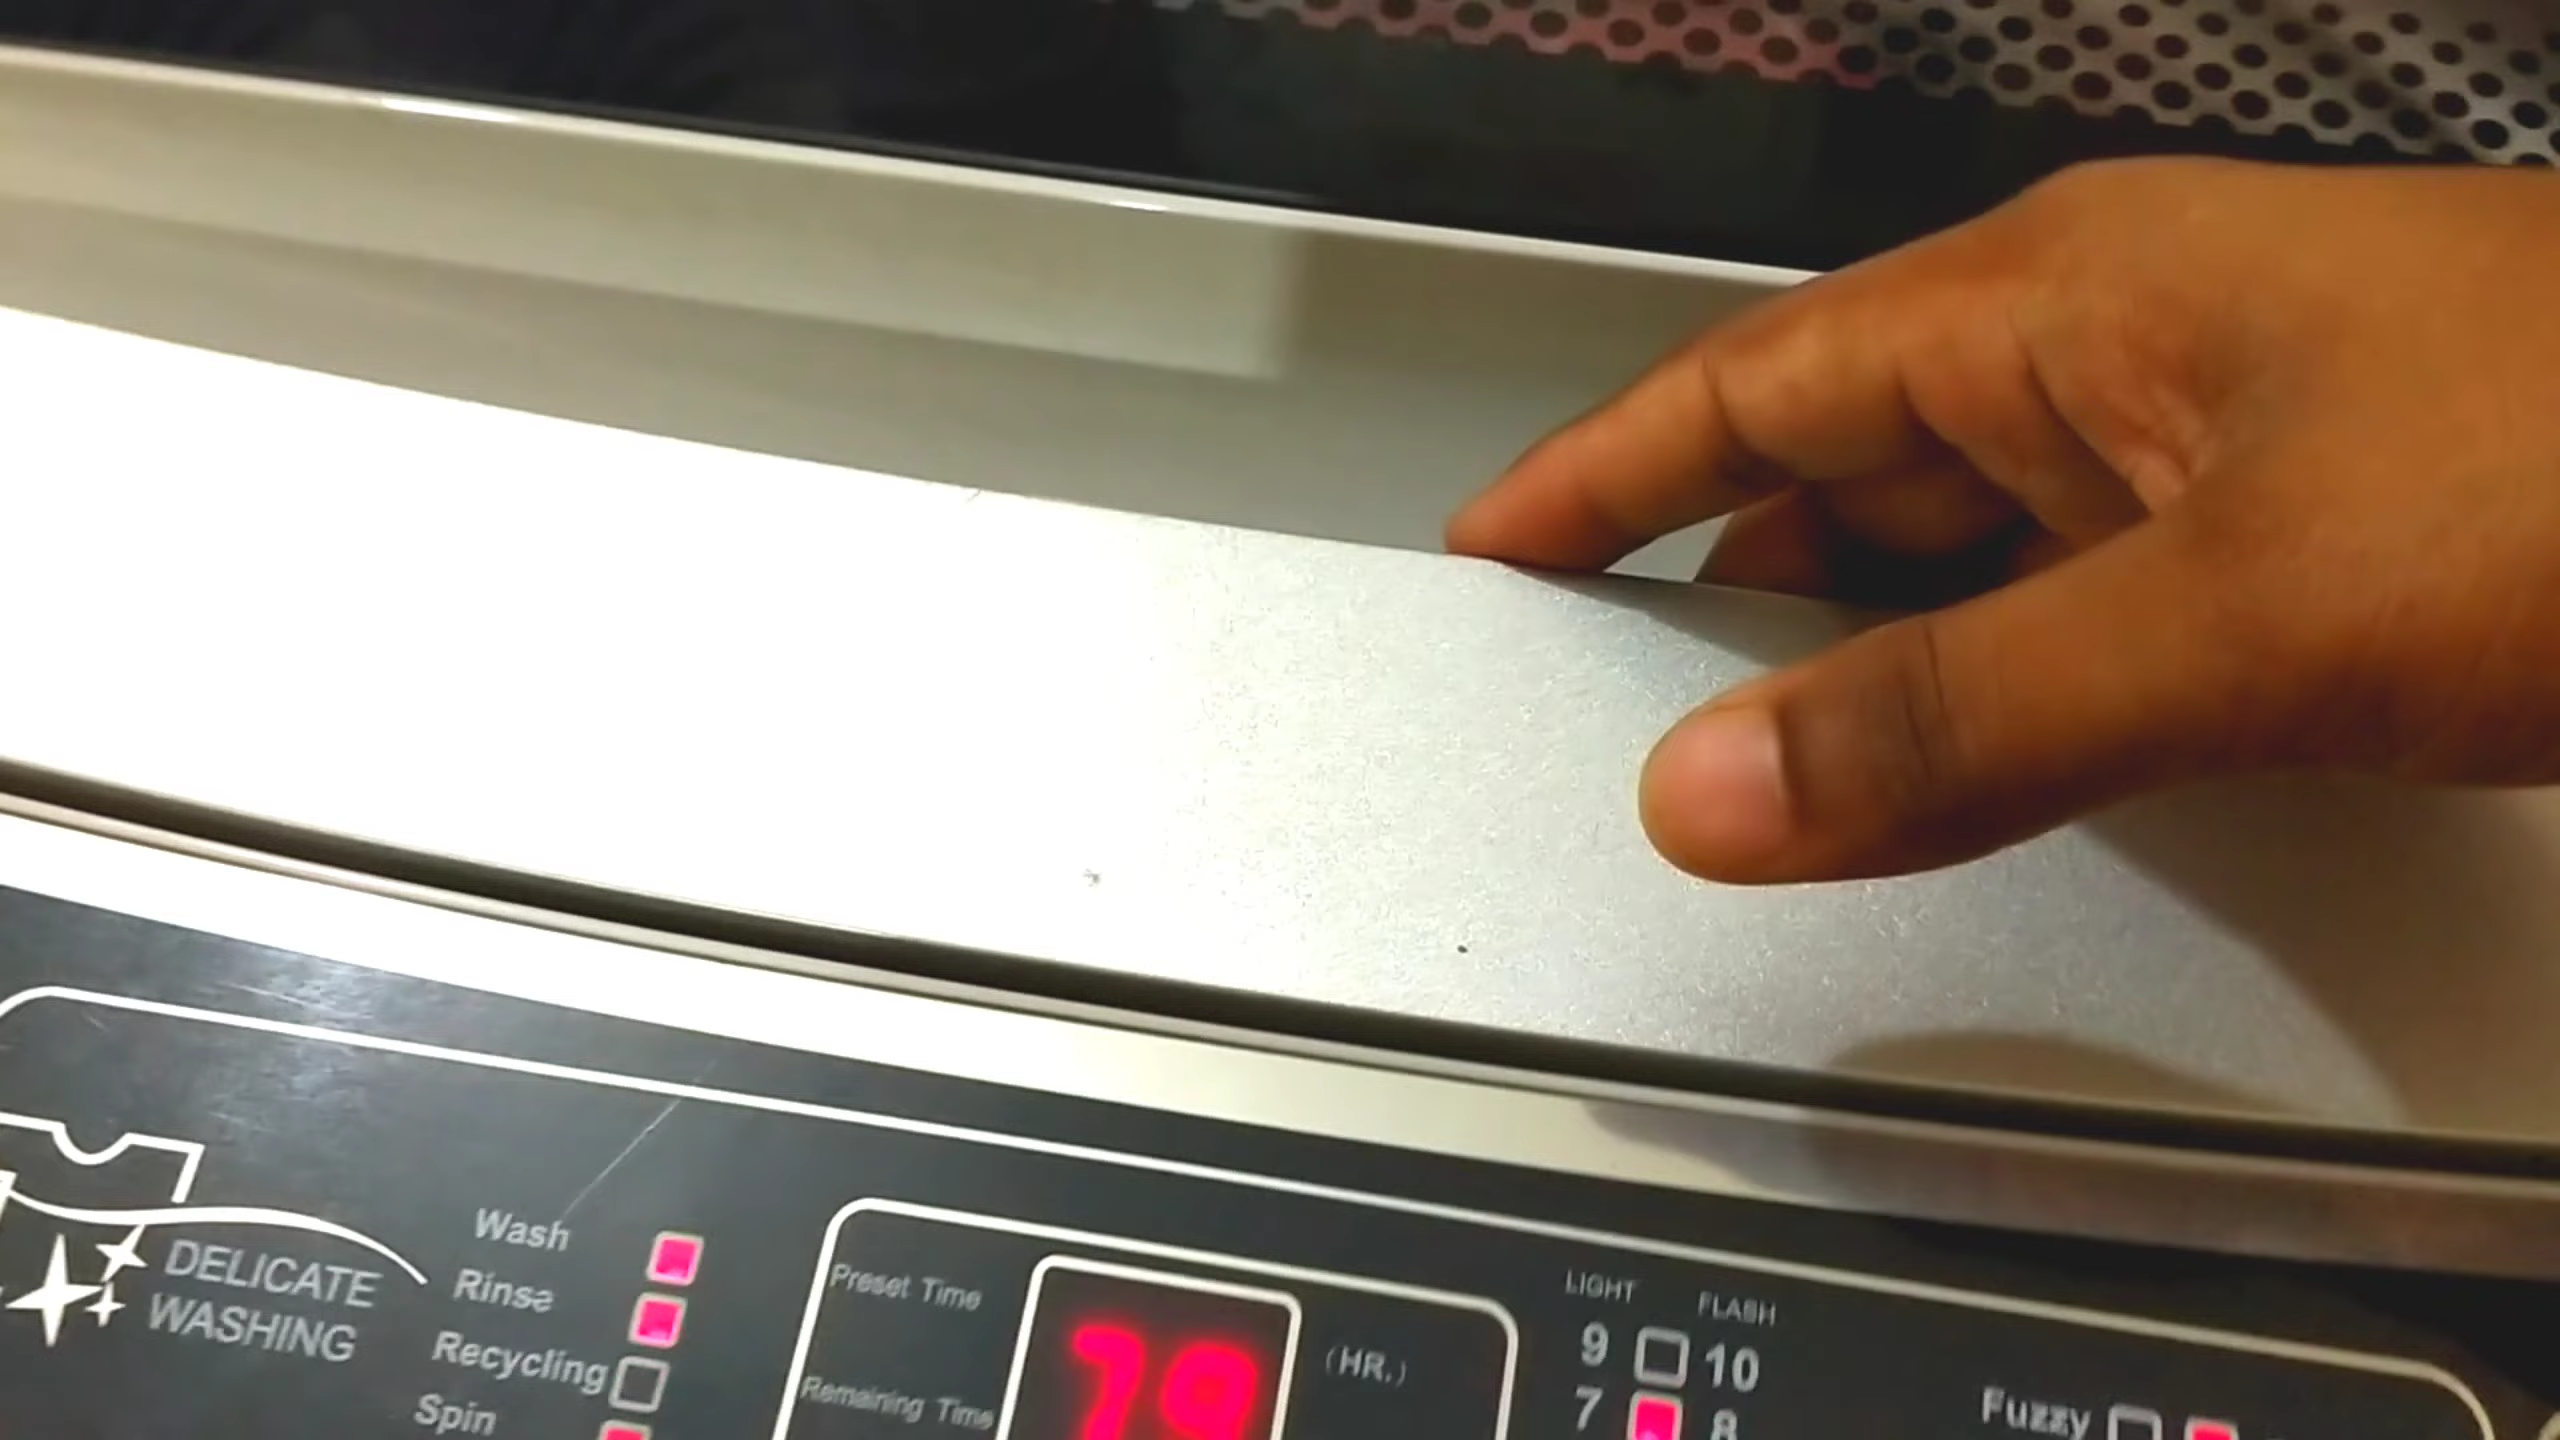 DELICATE
WASHING
Wash
Rinse
Recycling
Spin
Preset Time
Remaining Time
79
(HR.)
LIGHT FLASH
9 10
7 8
Fuzzy